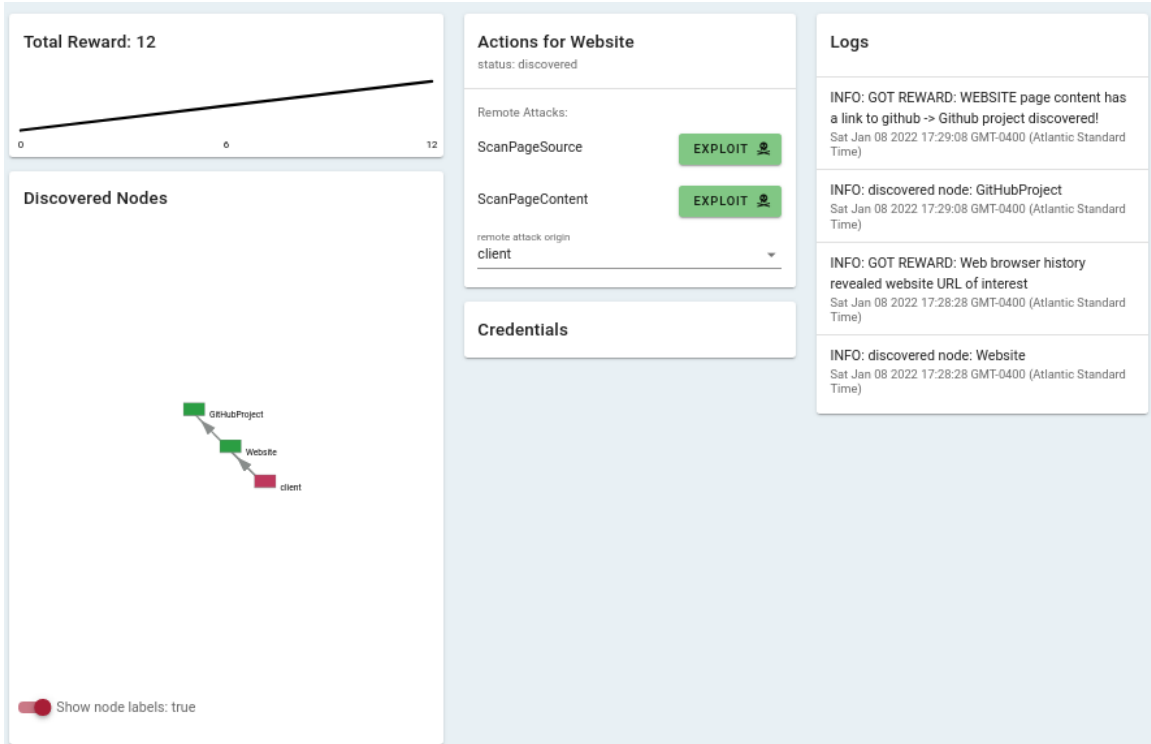 Total Reward: 12
0 6 12
Discovered Nodes
GitHubProject
Website
client
Show node labels: true
Actions for Website
status: discovered
Remote Attacks:
ScanPageSource EXPLOIT
ScanPageContent EXPLOIT
remote attack origin
client
Credentials
Logs
INFO: GOT REWARD: WEBSITE page content has
a link to github -> Github project discovered!
Sat Jan 08 2022 17:29:08 GMT-0400 (Atlantic Standard
Time)
INFO: discovered node: GitHubProject
Sat Jan 08 2022 17:29:08 GMT-0400 (Atlantic Standard
Time)
INFO: GOT REWARD: Web browser history
revealed website URL of interest
Sat Jan 08 2022 17:28:28 GMT-0400 (Atlantic Standard
Time)
INFO: discovered node: Website
Sat Jan 08 2022 17:28:28 GMT-0400 (Atlantic Standard
Time)